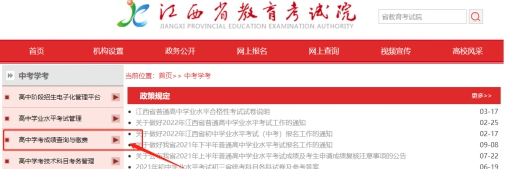 江西省教育考试院
JIANGXI PROVINCIAL EDUCATION EXAMINATION AUTHORITY
省教育考试院
首页 机构设置 政务公开 网上报名 网上查询 视频宣传 高校风采
中考学考
当前位置：首页>> 中考学考
高中阶段招生电子化管理平台
高中学业水平考试管理
高中学考成绩查询与缴费
高中学考技术科目考务管理
政策规定 更多>>
江西省普通高中学业水平合格性考试试卷说明 03-17
关于做好2022年江西省普通高中学业水平考试工作的通知 02-25
关于做好2022年江西省初中学业水平考试（中考）报名工作的通知 02-17
关于做好我省2021年下半年普通高中学业水平考试报名工作的通知 09-08
关于公布我省2021年上半年普通高中学业水平考试成绩及考生申请成绩复核注意事项的公告 07-22